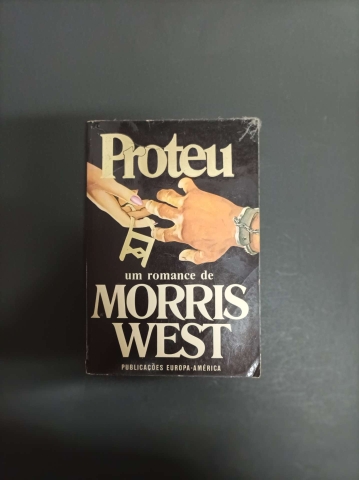 Proteu
um romance de
MORRIS
WEST
PUBLICAÇÕES EUROPA-AMÉRICA